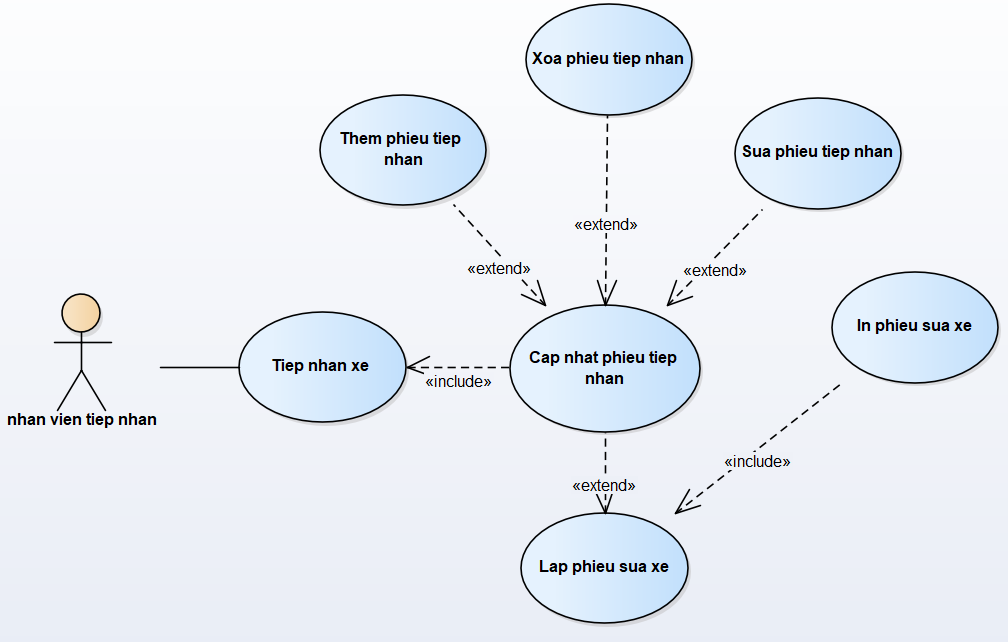 Xoa phieu tiep nhan
Them phieu tiep
nhan
Sua phieu tiep nhan
«extend»
«extend»
«extend»
In phieu sua xe
Tiep nhan xe
Cap nhat phieu tiep
nhan
«include»
nhan vien tiep nhan
«include»
«extend»
Lap phieu sua xe